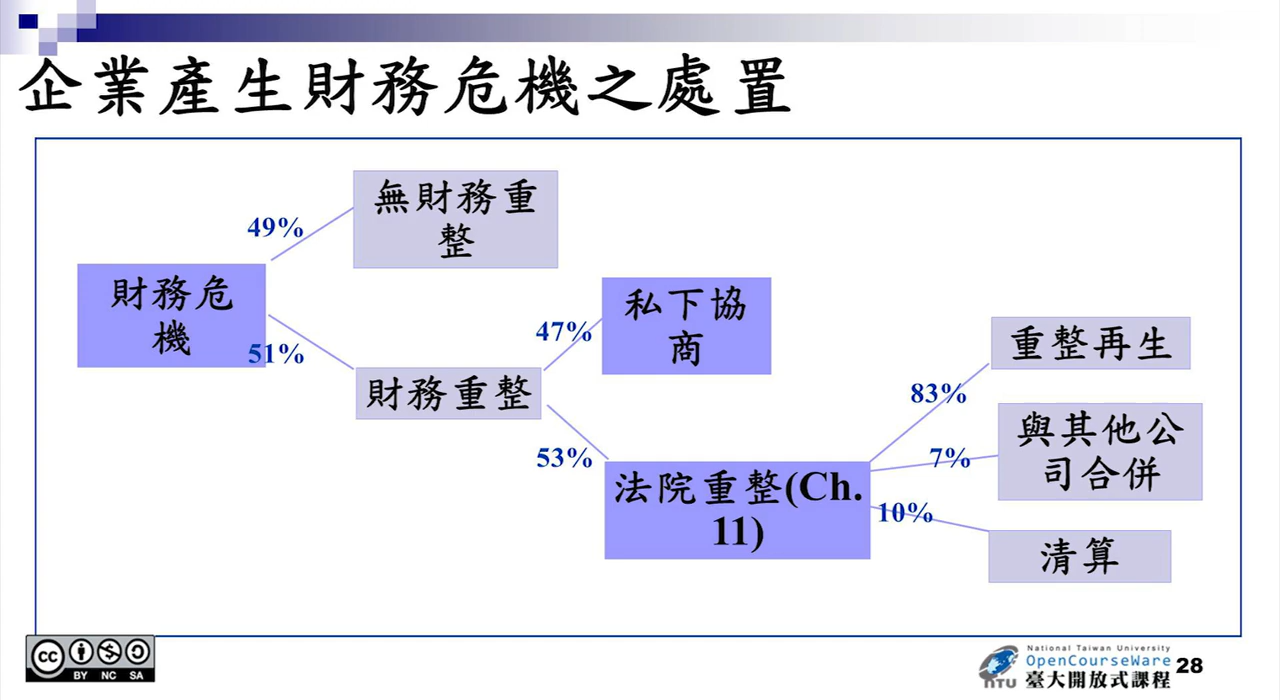 企業產生財務危機之處置
49%
無財務重
整
財務危
機
51%
財務重整
47%
私下協
商
53%
法院重整(Ch.
11)
83%
重整再生
7%
與其他公
司合併
10%
清算
cc
BY NC SA
NTU
National Taiwan University
OpenCourseWare
臺大開放式課程
28